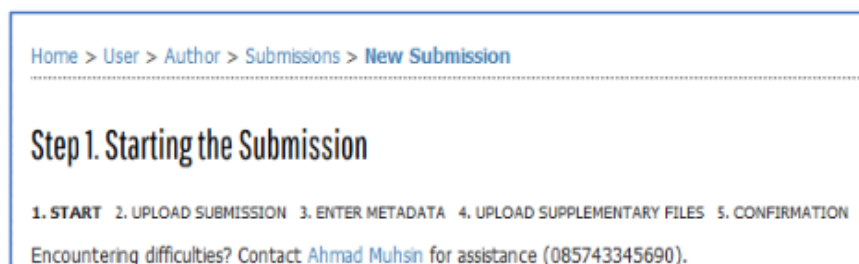 Home > User > Author > Submissions > New Submission
Step 1. Starting the Submission
1. START 2. UPLOAD SUBMISSION 3. ENTER METADATA 4. UPLOAD SUPPLEMENTARY FILES 5. CONFIRMATION
Encountering difficulties? Contact Ahmad Muhsin for assistance (085743345690).